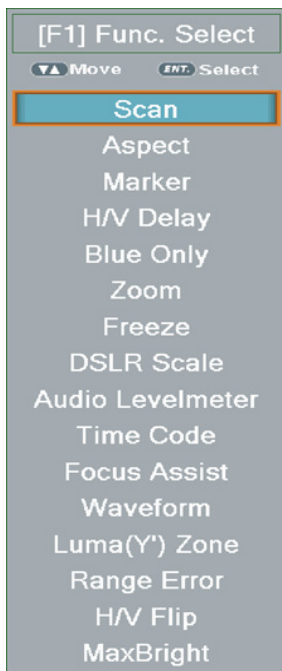 [F1] Func. Select
▼▲ Move ENT. Select
Scan
Aspect
Marker
H/V Delay
Blue Only
Zoom
Freeze
DSLR Scale
Audio Levelmeter
Time Code
Focus Assist
Waveform
Luma(Y') Zone
Range Error
H/V Flip
MaxBright